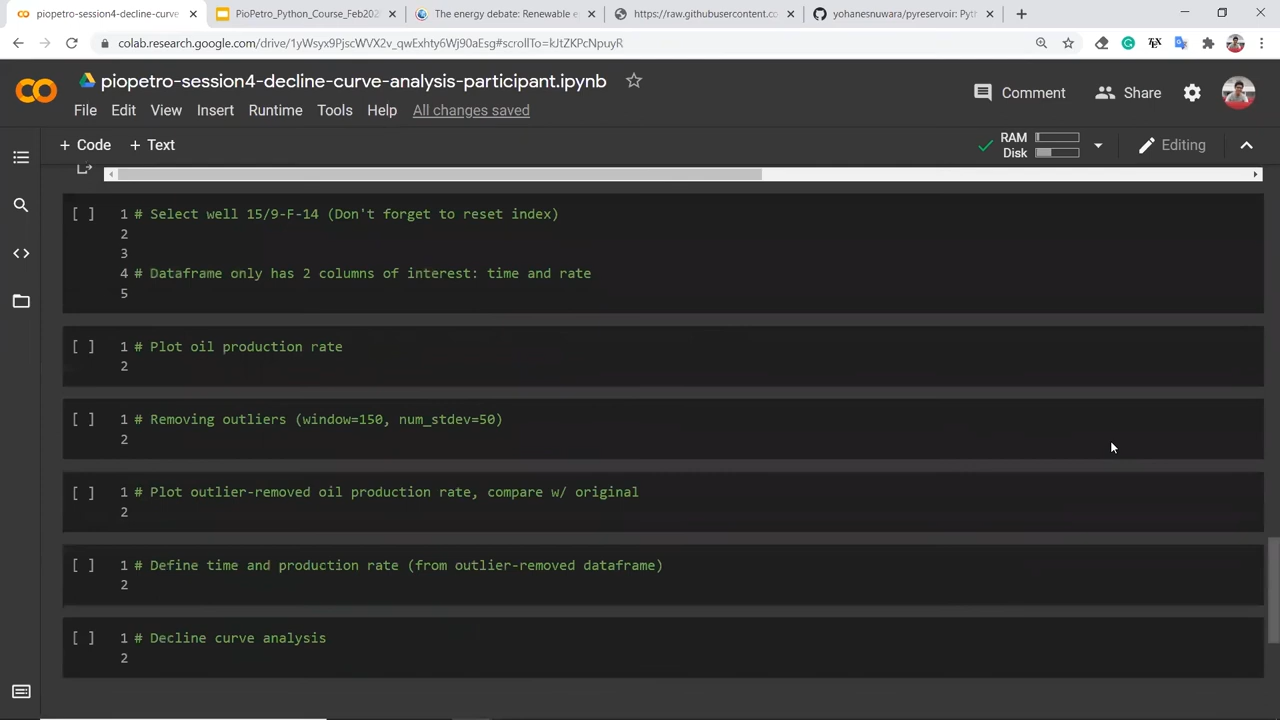 piopetro-session4-decline-curve
PioPetro_Python_Course_Feb202
The energy debate: Renewable e
https://raw.githubusercontent.co
yohanesnuwara/pyreservoir: Pyth
colab.research.google.com/drive/1yWsyx9PjscWVX2v_qwExhty6Wj90aEsg#scrollTo=kJtZKPcNpuyR
piopetro-session4-decline-curve-analysis-participant.ipynb
Comment
Share
File Edit View Insert Runtime Tools Help All changes saved
+ Code + Text
RAM
Disk
Editing
[ ] 1 # Select well 15/9-F-14 (Don't forget to reset index)
2
3
4 # Dataframe only has 2 columns of interest: time and rate
5
[ ] 1 # Plot oil production rate
2
[ ] 1 # Removing outliers (window=150, num_stdev=50)
2
[ ] 1 # Plot outlier-removed oil production rate, compare w/ original
2
[ ] 1 # Define time and production rate (from outlier-removed dataframe)
2
[ ] 1 # Decline curve analysis
2